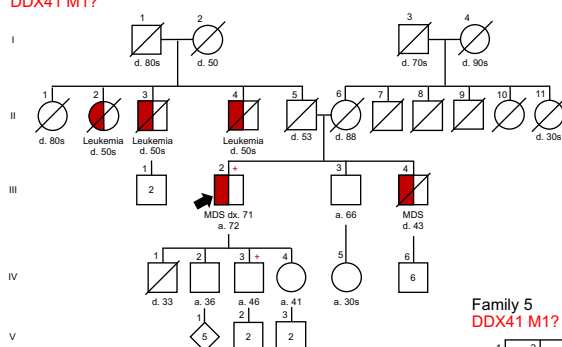 DDX41 M1?
1 2 3 4
I
d. 80s d. 50 d. 70s d. 90s
1 2 3 4 5 6 7 8 9 10 11
II
d. 80s Leukemia Leukemia Leukemia d. 53 d. 88 d. 30s
d. 50s d. 50s d. 50s
1 2 + 3 4
III
2
MDS dx. 71 a. 66 MDS
a. 72 d. 43
1 2 3 + 4 5 6
IV
6
d. 33 a. 36 a. 46 a. 41 a. 30s
Family 5
DDX41 M1?
1 2 3
V
5 2 2